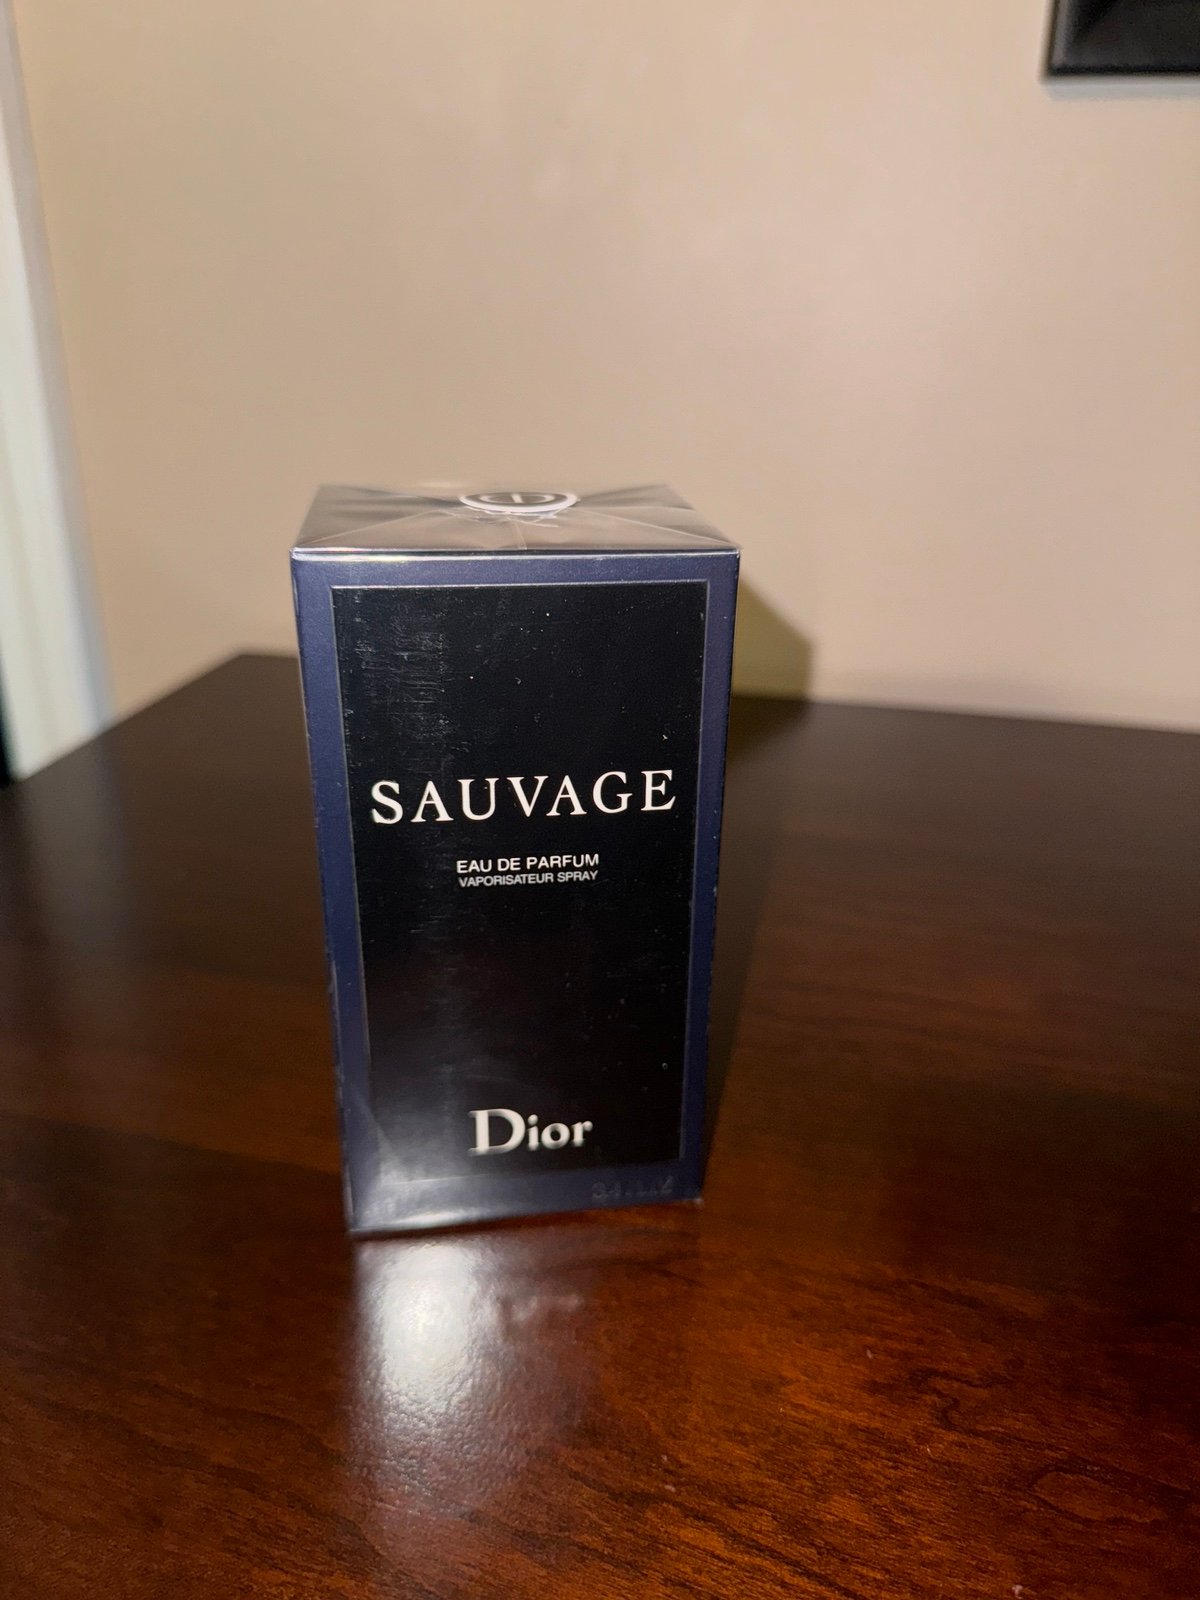 SAUVAGE
EAU DE PARFUM
VAPORISATEUR SPRAY
Dior